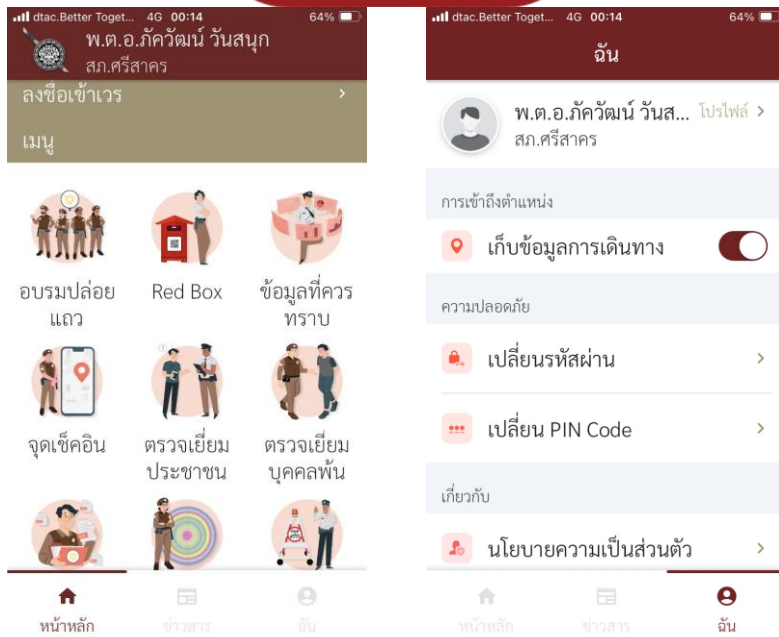 dtac.Better Toget... 4G 00:14 64%
พ.ต.อ.ภัควัฒน์ วันสนุก
สภ.ศรีสาคร
ลงชื่อเข้าเวร
เมนู
อบรมปล่อย
แถว
Red Box
ข้อมูลที่ควร
ทราบ
จุดเช็คอิน
ตรวจเยี่ยม
ประชาชน
ตรวจเยี่ยม
บุคคลพ้น
หน้าหลัก
ข่าวสาร
ฉัน
dtac.Better Toget... 4G 00:14 64%
ฉัน
พ.ต.อ.ภัควัฒน์ วันส... โปรไฟล์
สภ.ศรีสาคร
การเข้าถึงตำแหน่ง
เก็บข้อมูลการเดินทาง
ความปลอดภัย
เปลี่ยนรหัสผ่าน
เปลี่ยน PIN Code
เกี่ยวกับ
นโยบายความเป็นส่วนตัว
หน้าหลัก
ข่าวสาร
ฉัน